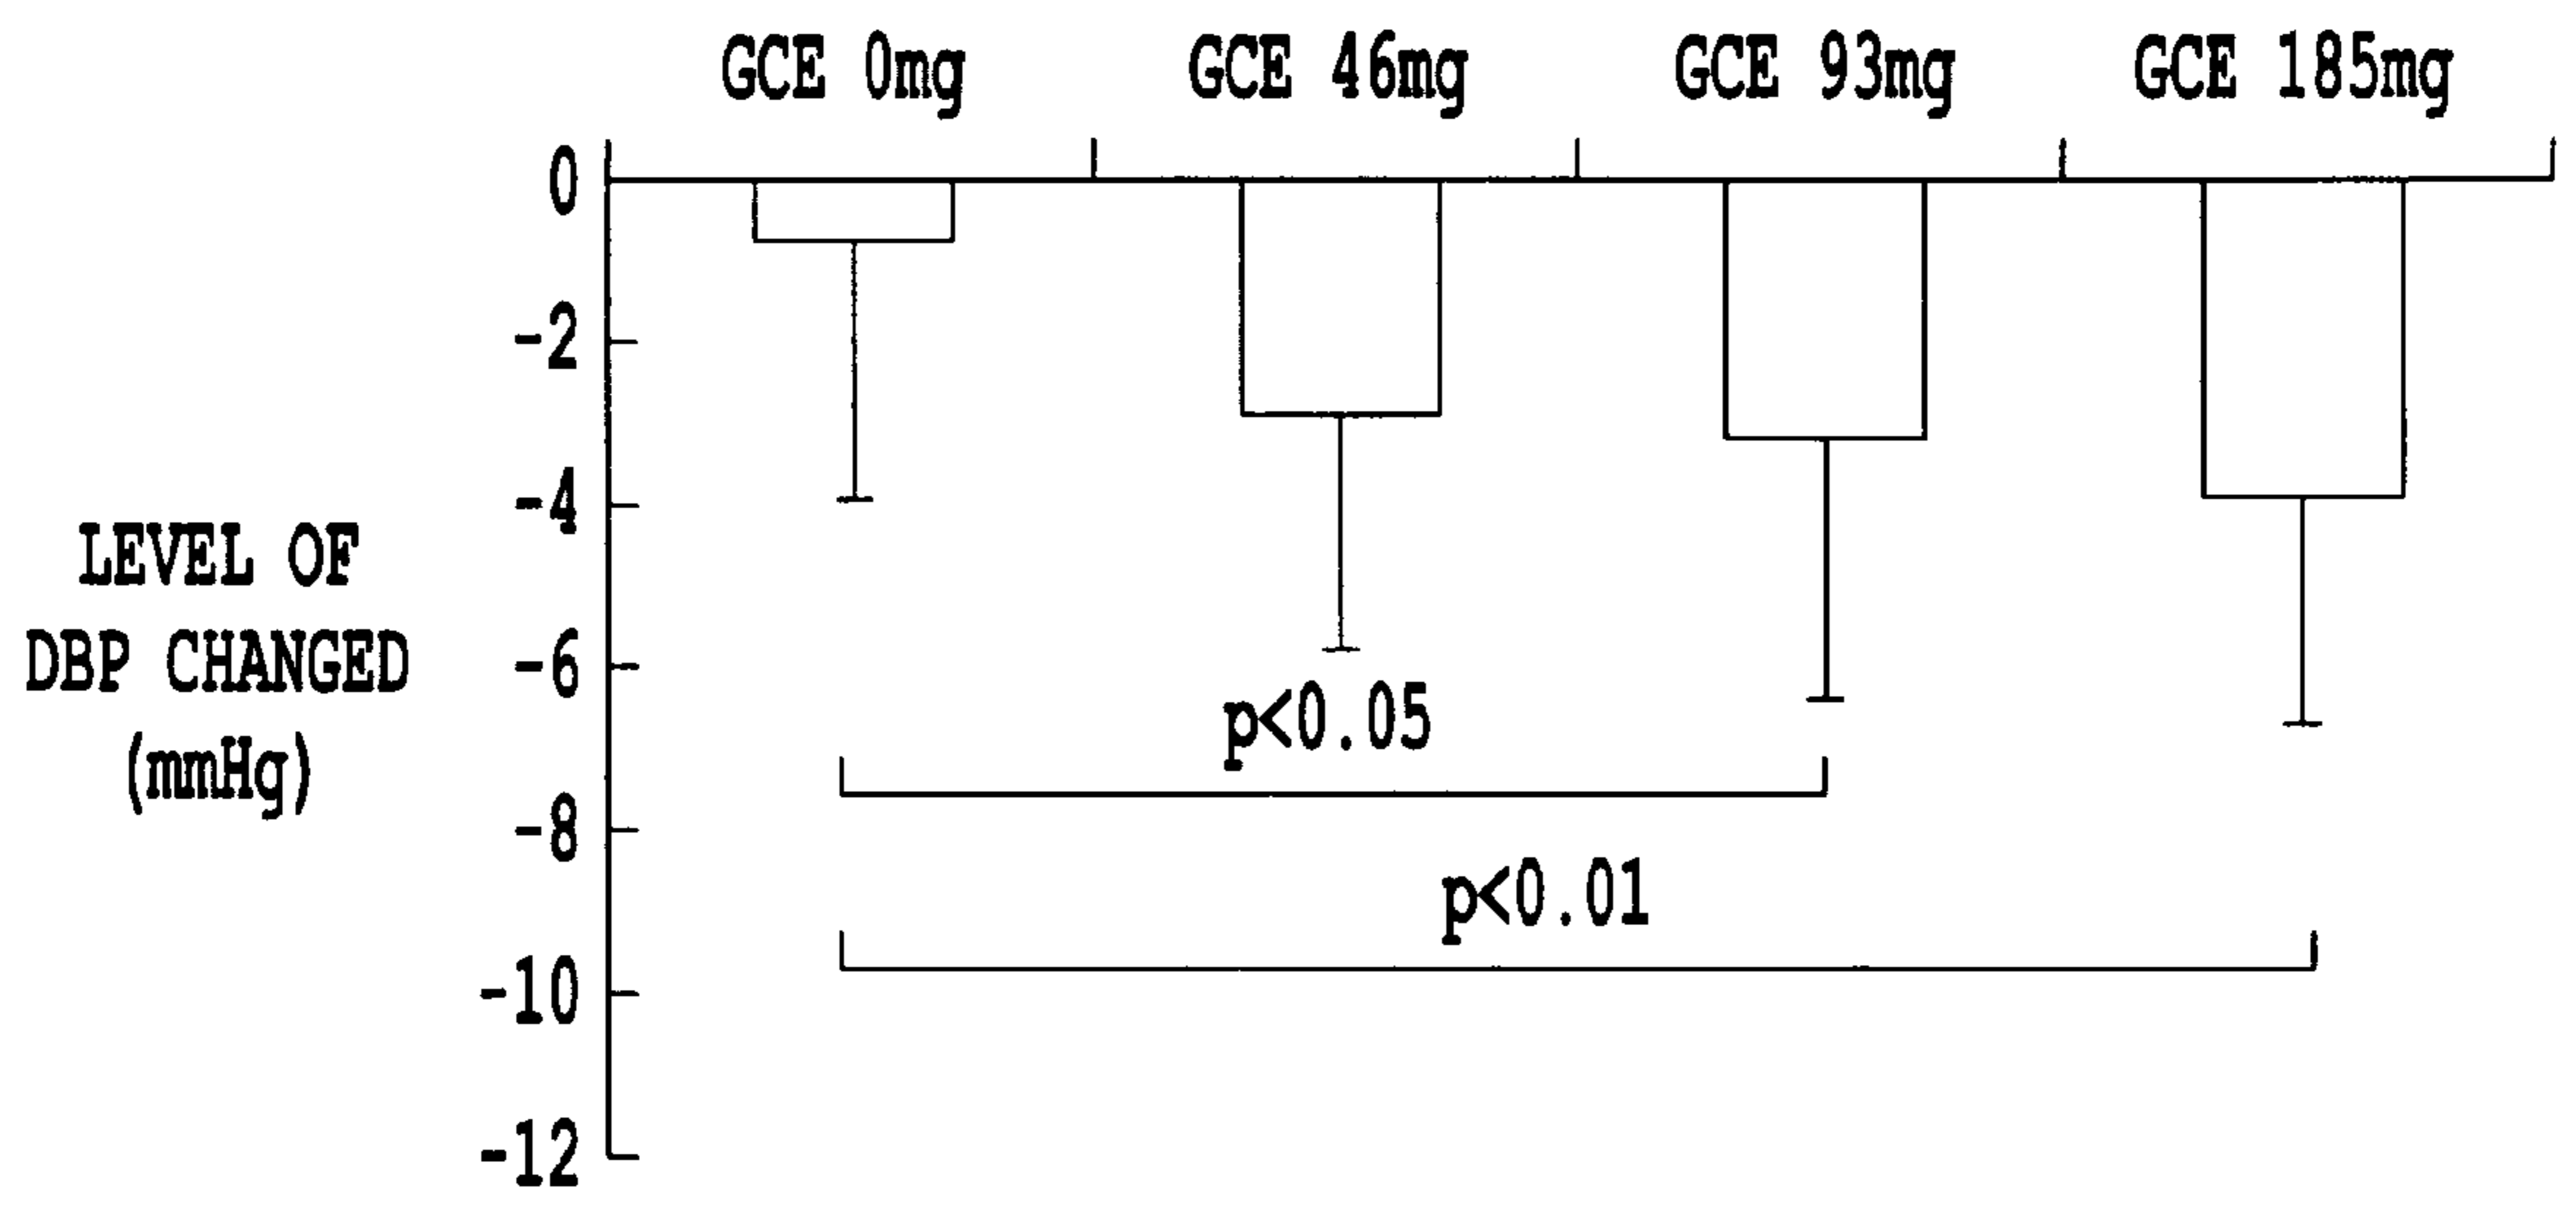 GCE 0mg GCE 46mg GCE 93mg GCE 185mg
0
-2
-4
-6
-8
-10
-12
LEVEL OF
DBP CHANGED
(mmHg)
p<0.05
p<0.01